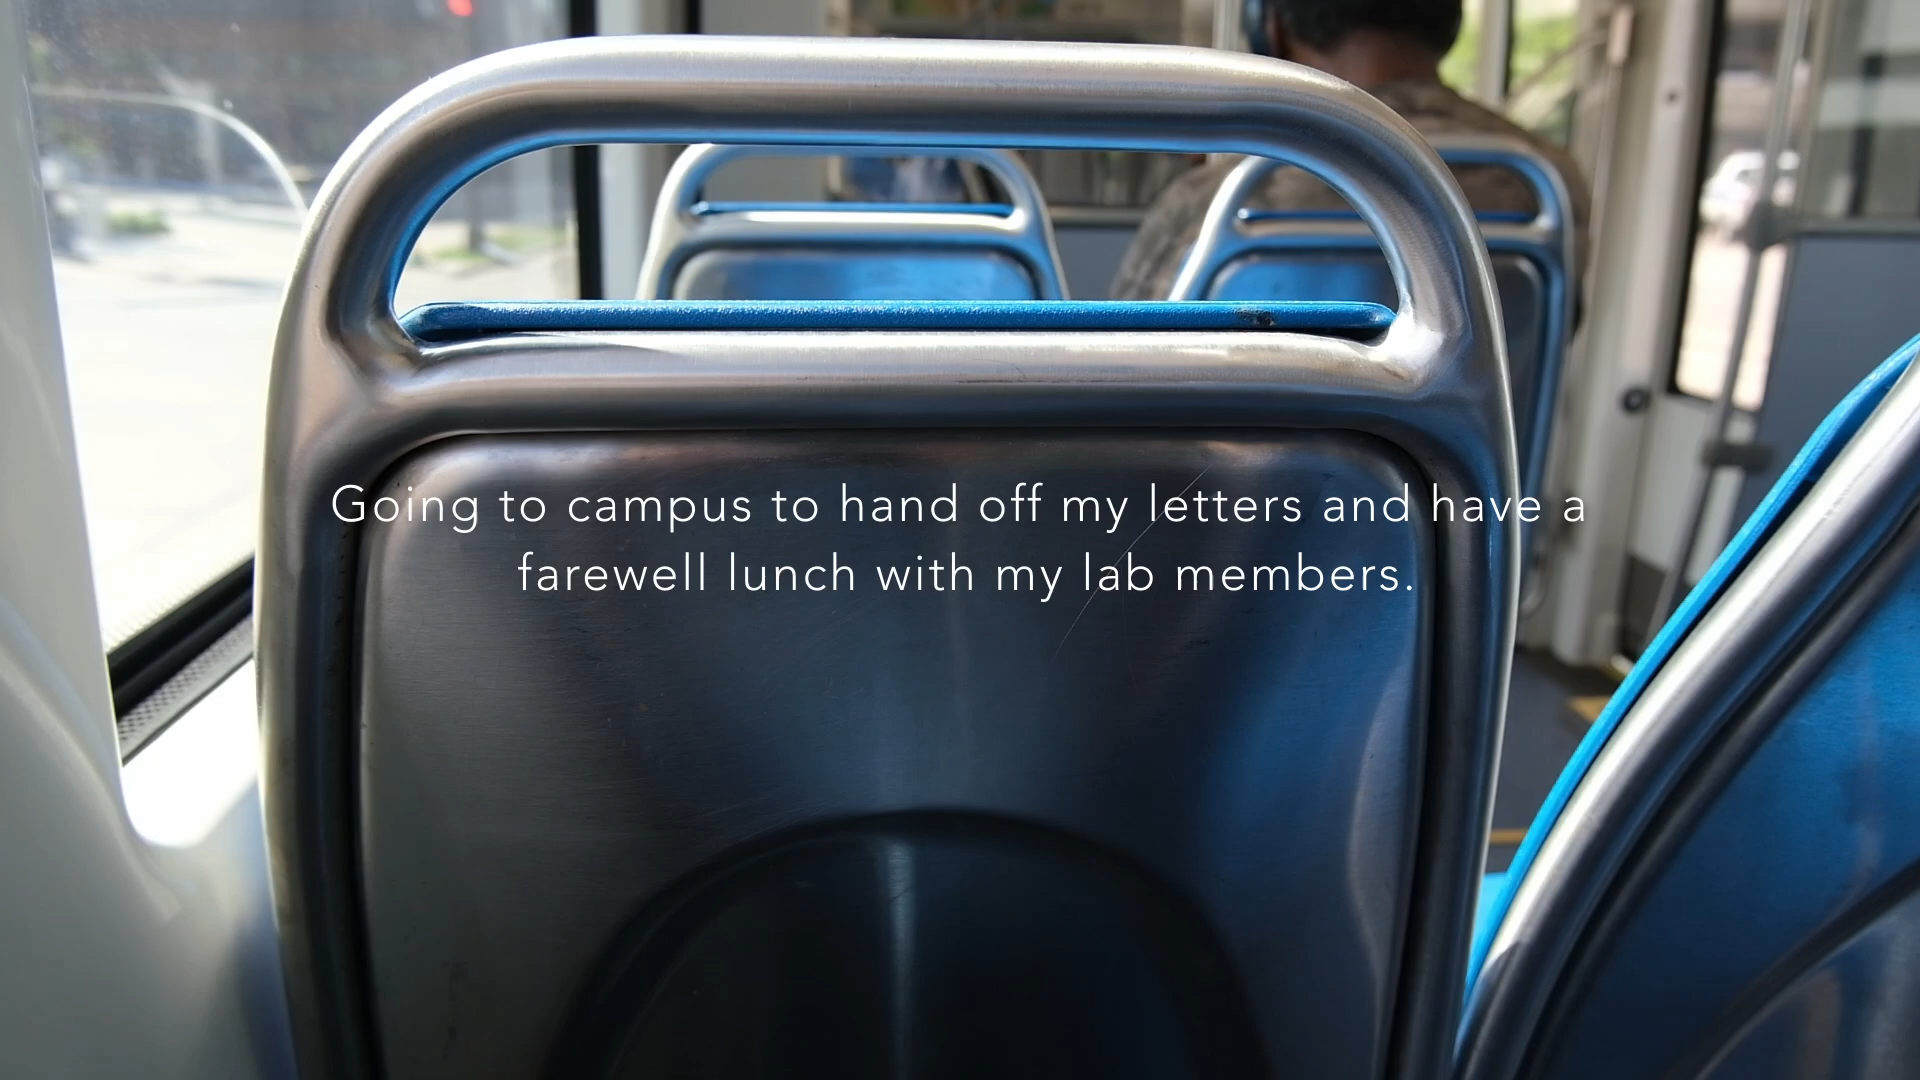 Going to campus to hand off my letters and have a
farewell lunch with my lab members.